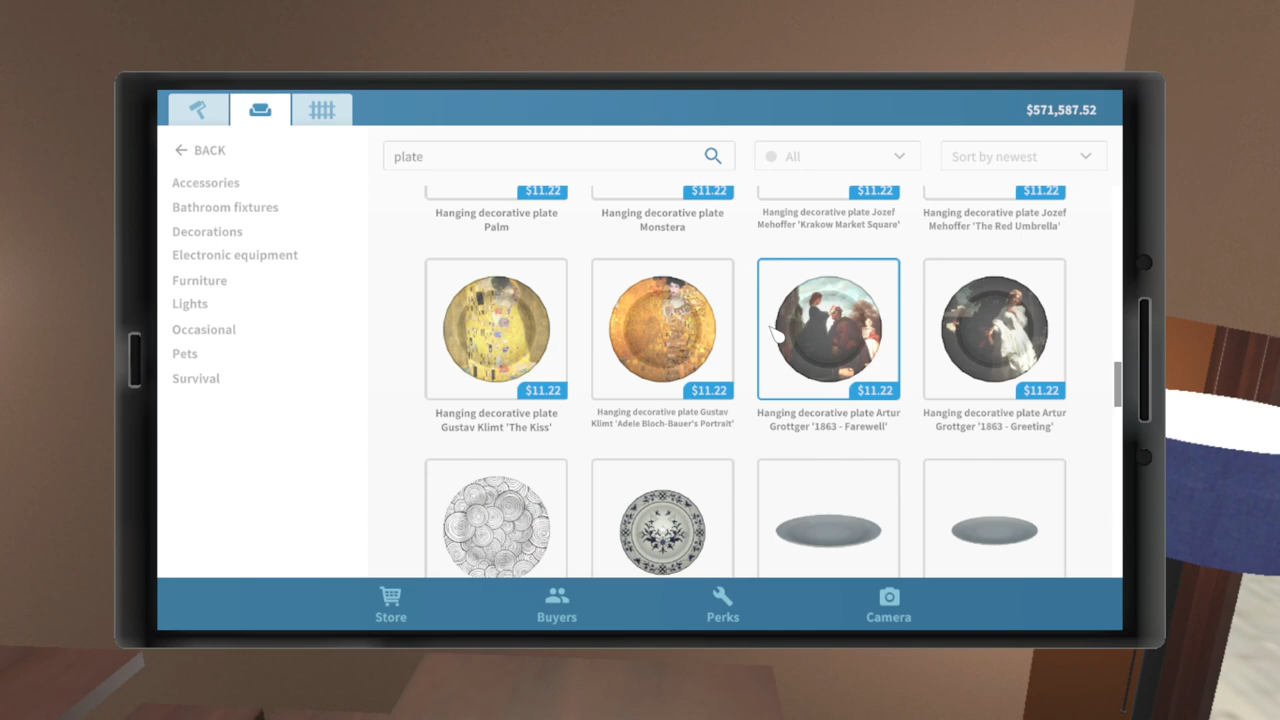 $571,587.52
BACK
plate
All
Sort by newest
Accessories
Bathroom fixtures
Decorations
Electronic equipment
Furniture
Lights
Occasional
Pets
Survival
$11.22
$11.22
$11.22
$11.22
Hanging decorative plate
Palm
Hanging decorative plate
Monstera
Hanging decorative plate Jozef
Mehoffer 'Krakow Market Square'
Hanging decorative plate Jozef
Mehoffer 'The Red Umbrella'
$11.22
$11.22
$11.22
$11.22
Hanging decorative plate
Gustav Klimt 'The Kiss'
Hanging decorative plate Gustav
Klimt 'Adele Bloch-Bauer's Portrait'
Hanging decorative plate Artur
Grottger '1863 - Farewell'
Hanging decorative plate Artur
Grottger '1863 - Greeting'
Store
Buyers
Perks
Camera